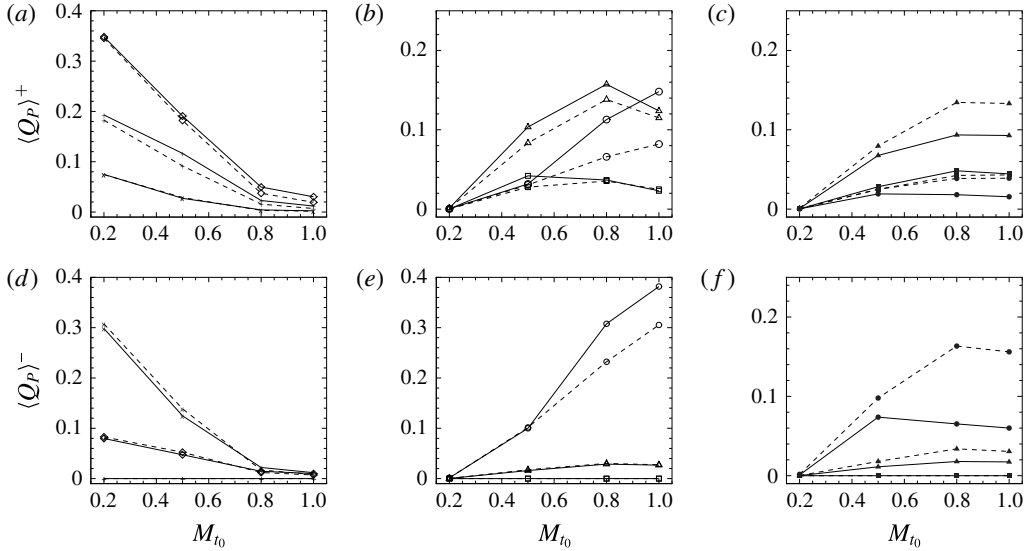 (a) (b) (c)
0.4 0.2 0.2
0.3
0.2 0.1 0.1
0.1
0 0 0
0.2 0.4 0.6 0.8 1.0 0.2 0.4 0.6 0.8 1.0 0.2 0.4 0.6 0.8 1.0
⟨Q_P⟩^+
M_{t_0}
(d) (e) (f)
0.4 0.4
0.3 0.3 0.2
0.2 0.2
0.1 0.1 0.1
0 0 0
0.2 0.4 0.6 0.8 1.0 0.2 0.4 0.6 0.8 1.0 0.2 0.4 0.6 0.8 1.0
⟨Q_P⟩^−
M_{t_0} M_{t_0} M_{t_0}